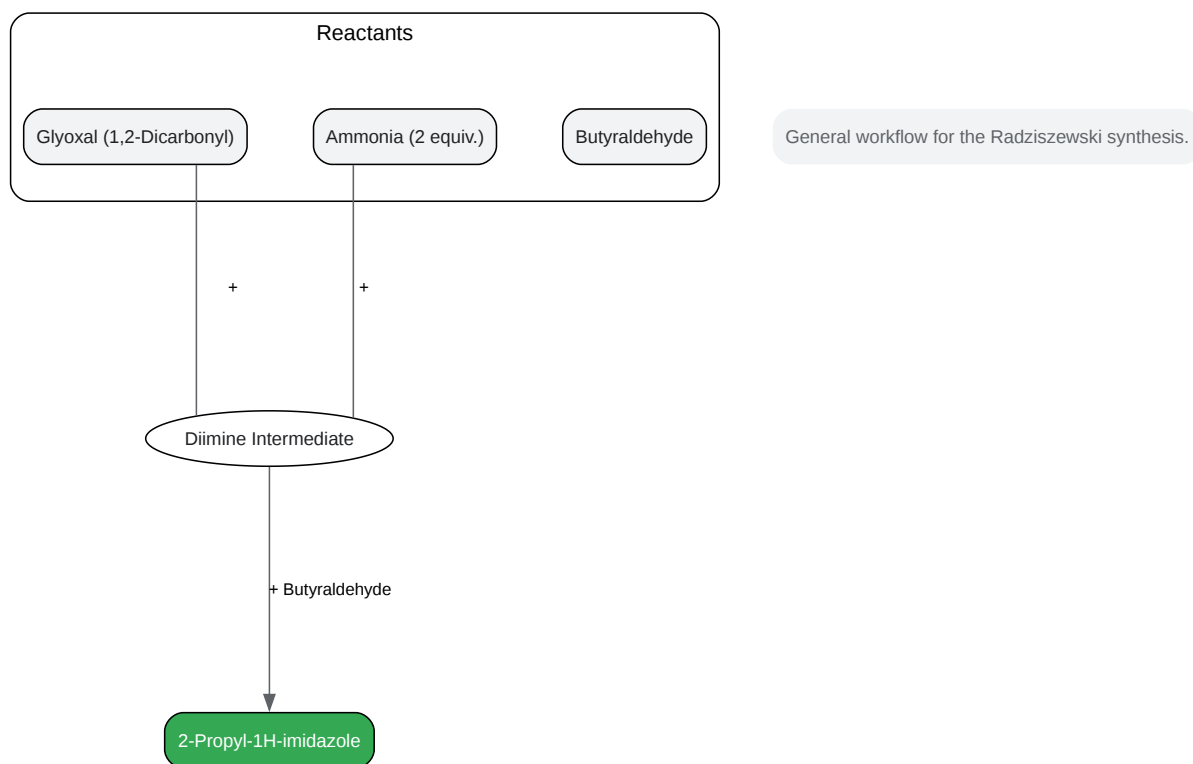 Reactants
Glyoxal (1,2-Dicarbonyl)
Ammonia (2 equiv.)
Butyraldehyde
General workflow for the Radziszewski synthesis.
+
+
Diimine Intermediate
+ Butyraldehyde
2-Propyl-1H-imidazole